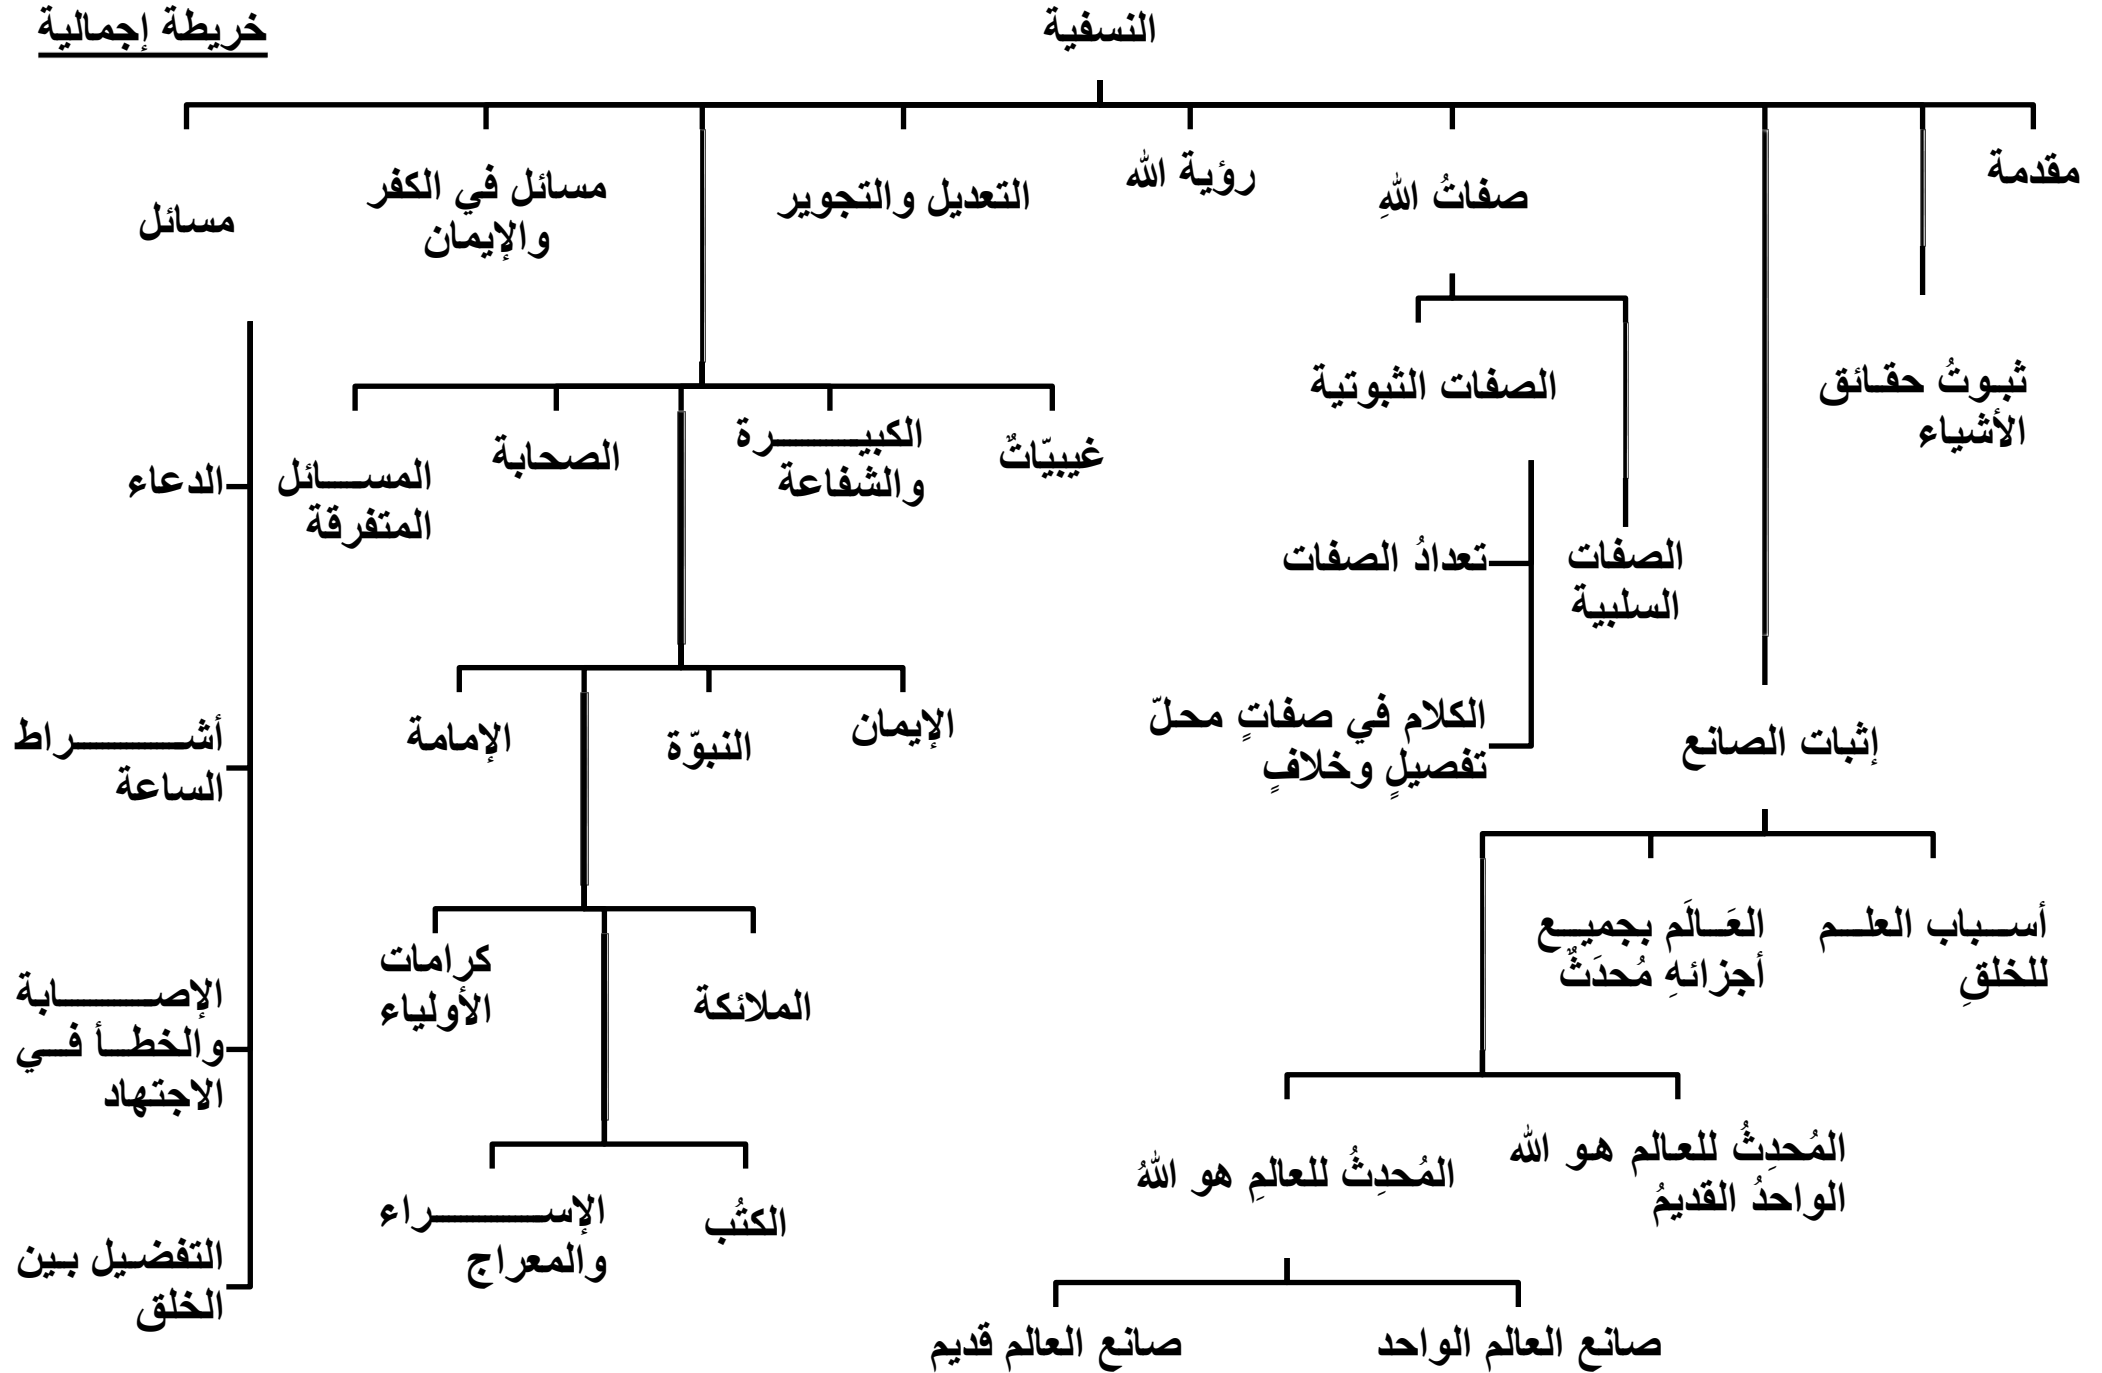 خريطة إجمالية
النسفية
مقدمة
ثبوتُ حقائق
الأشياء
إثبات الصانع
أسباب العلم
للخلقِ
العَالَم بجميع
أجزائهِ مُحدَثٌ
المُحدِثُ للعالم هو الله
الواحدُ القديمُ
المُحدِثُ للعالمِ هو اللهُ
صانع العالم الواحد
صانع العالم قديم
صفاتُ اللهِ
الصفات
السلبية
الصفات الثبوتية
تعدادُ الصفات
الكلام في صفاتٍ محلّ
تفصيلٍ وخلافٍ
رؤية الله
التعديل والتجوير
غيبيّاتٌ
الكبيرة
والشفاعة
الإيمان
النبوّة
الملائكة
الكتُب
الإسراء
والمعراج
كرامات
الأولياء
الإمامة
الصحابة
المسائل
المتفرقة
مسائل في الكفر
والإيمان
مسائل
الدعاء
أشراط
الساعة
الإصابة
والخطأ في
الاجتهاد
التفضيل بين
الخلق